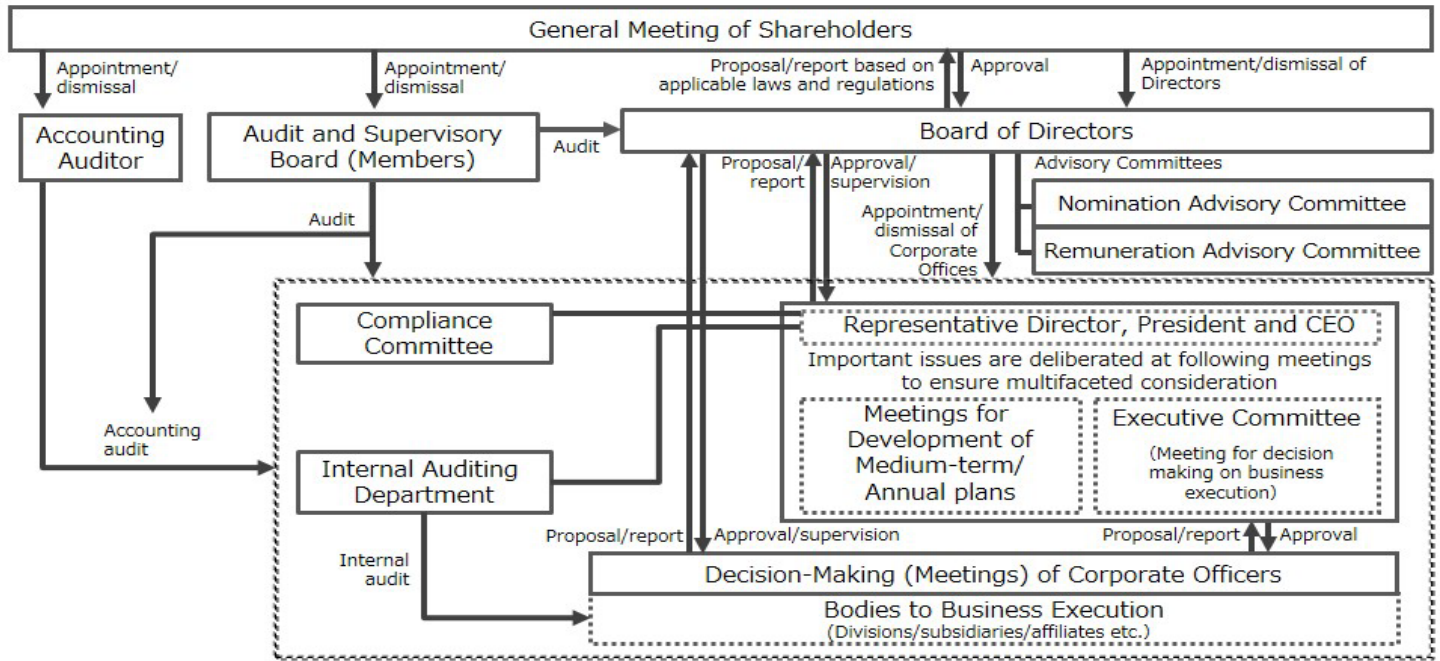 General Meeting of Shareholders
Appointment/
dismissal
Appointment/
dismissal
Proposal/report based on
applicable laws and regulations
Approval
Appointment/dismissal of
Directors
Accounting
Auditor
Audit and Supervisory
Board (Members)
Audit
Board of Directors
Proposal/
report
Approval/
supervision
Advisory Committees
Nomination Advisory Committee
Remuneration Advisory Committee
Audit
Appointment/
dismissal of
Corporate
Offices
Compliance
Committee
Representative Director, President and CEO
Important issues are deliberated at following meetings
to ensure multifaceted consideration
Meetings for
Development of
Medium-term/
Annual plans
Executive Committee
(Meeting for decision
making on business
execution)
Accounting
audit
Internal Auditing
Department
Proposal/report
Approval/supervision
Proposal/report
Approval
Internal
audit
Decision-Making (Meetings) of Corporate Officers
Bodies to Business Execution
(Divisions/subsidiaries/affiliates etc.)